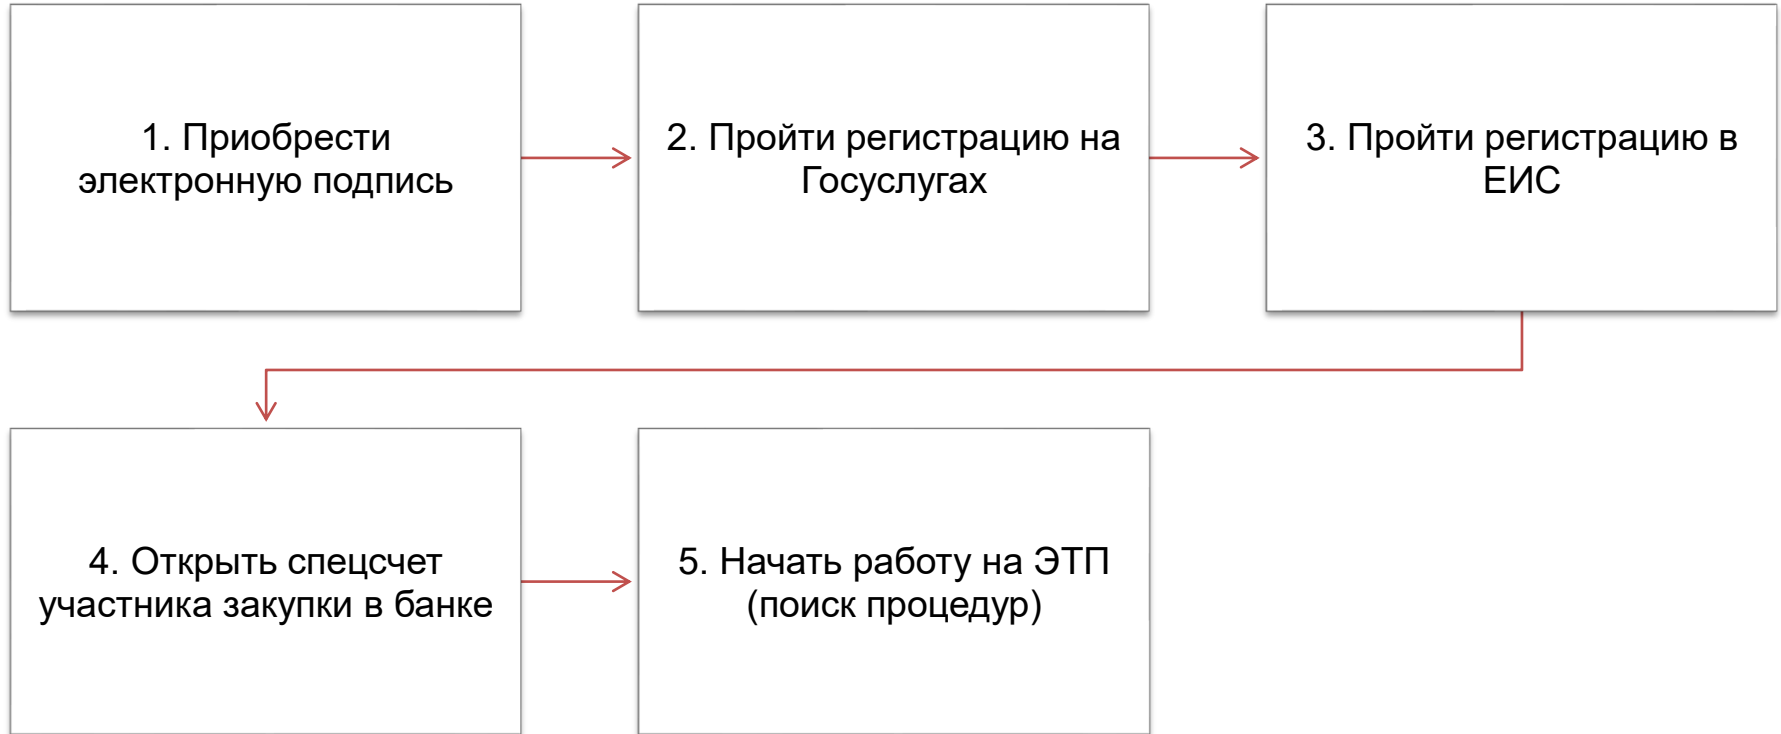 1. Приобрести
электронную подпись
2. Пройти регистрацию на
Госуслугах
3. Пройти регистрацию в
ЕИС
4. Открыть спецсчет
участника закупки в банке
5. Начать работу на ЭТП
(поиск процедур)